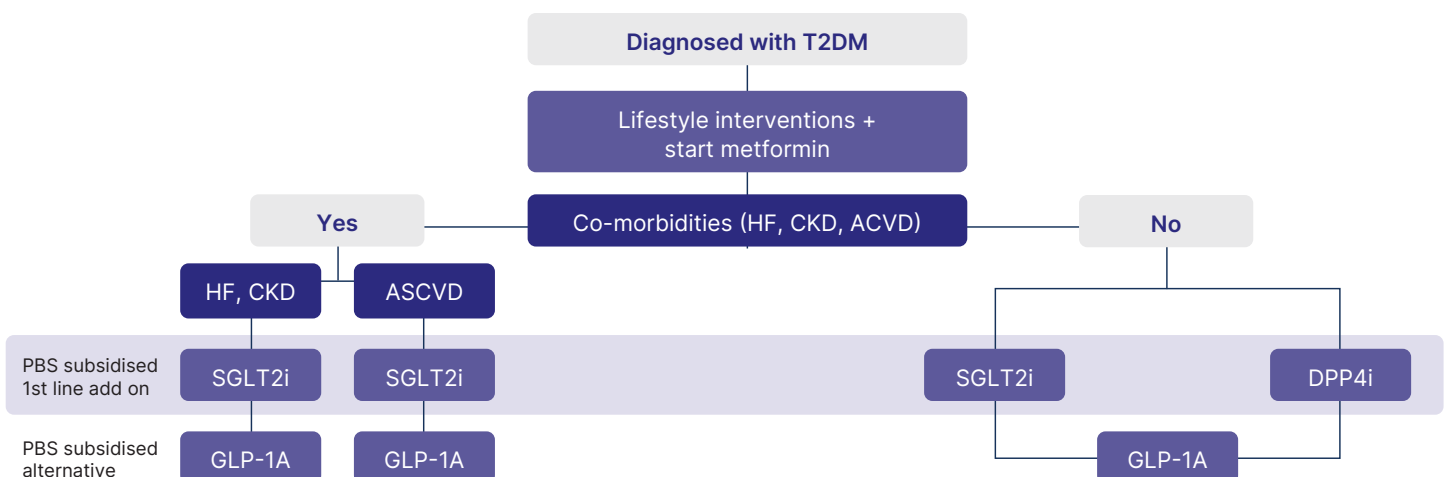 Diagnosed with T2DM
Lifestyle interventions +
start metformin
Yes
Co-morbidities (HF, CKD, ACVD)
No
HF, CKD
ASCVD
PBS subsidised
1st line add on
SGLT2i
SGLT2i
SGLT2i
DPP4i
PBS subsidised
alternative
GLP-1A
GLP-1A
GLP-1A